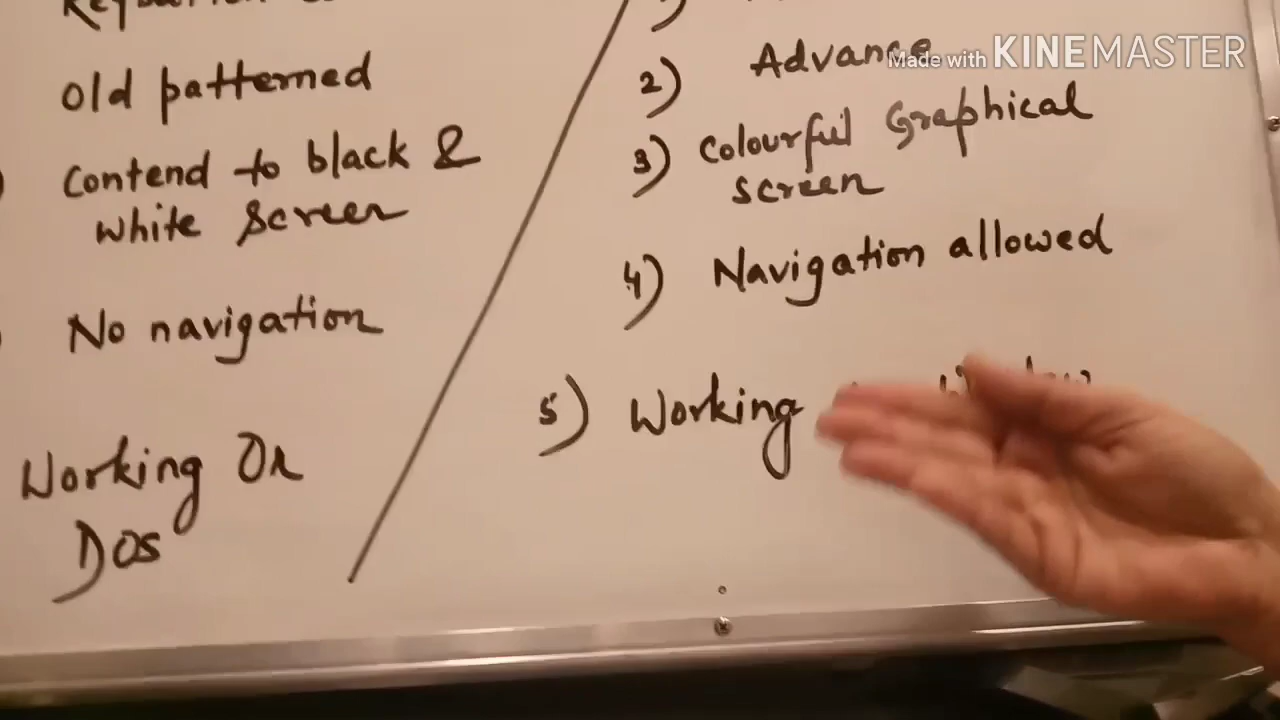 Old patterned
Contend to black &
white screen
No navigation
Working On
DOS
1)
2) Advance
3) Colourful Graphical
screen
4) Navigation allowed
5) Working
Made with KINEMASTER